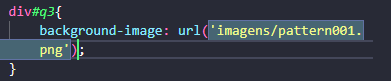 div#q3{
background-image: url('imagens/pattern001.
png');
}